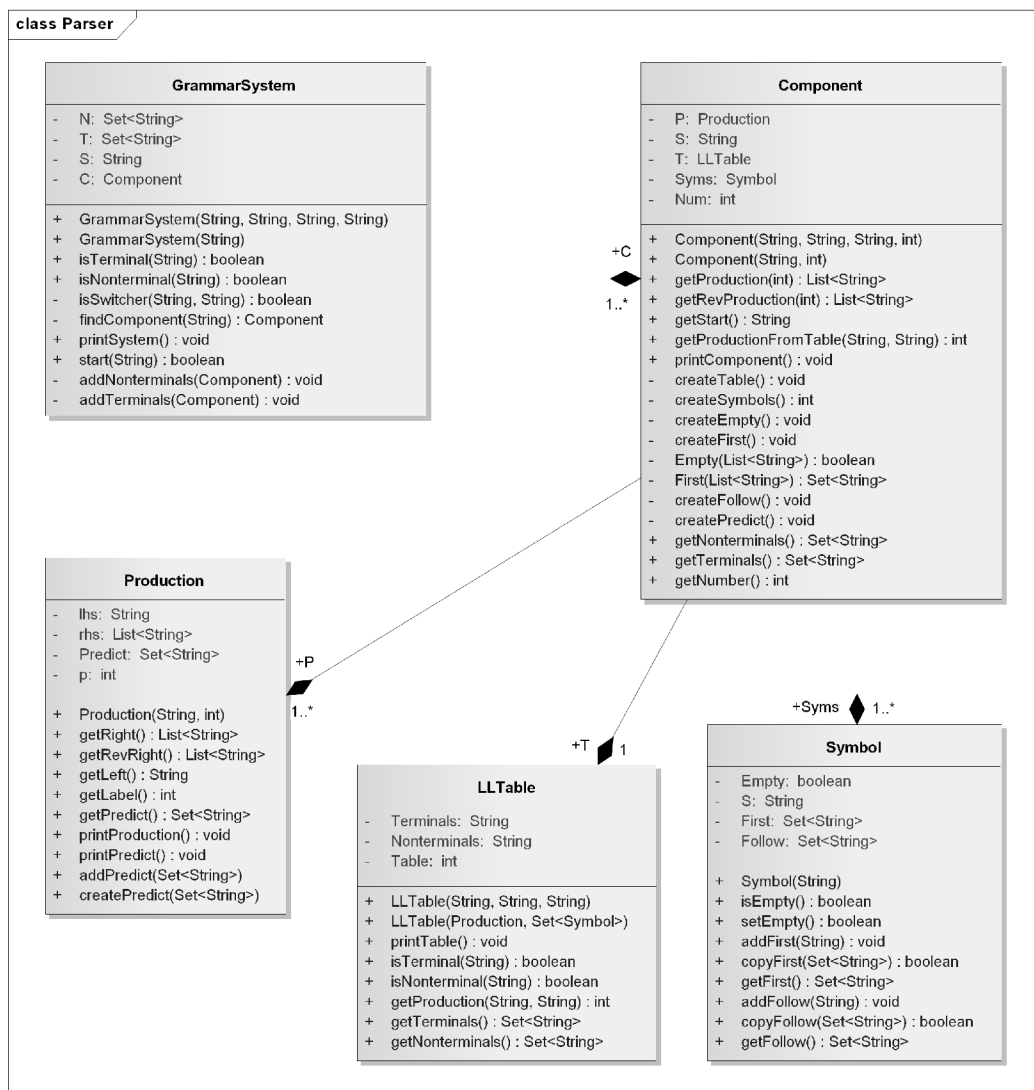 class Parser
GrammarSystem
- N: Set<String>
- T: Set<String>
- S: String
- C: Component
+ GrammarSystem(String, String, String, String)
+ GrammarSystem(String)
+ isTerminal(String) : boolean
+ isNonterminal(String) : boolean
- isSwitcher(String, String) : boolean
- findComponent(String) : Component
+ printSystem() : void
+ start(String) : boolean
- addNonterminals(Component) : void
- addTerminals(Component) : void
Component
- P: Production
- S: String
- T: LLTable
- Syms: Symbol
- Num: int
+ Component(String, String, String, int)
+ Component(String, int)
+ getProduction(int) : List<String>
+ getRevProduction(int) : List<String>
+ getStart() : String
+ getProductionFromTable(String, String) : int
+ printComponent() : void
- createTable() : void
- createSymbols() : int
- createEmpty() : void
- createFirst() : void
- Empty(List<String>) : boolean
- First(List<String>) : Set<String>
- createFollow() : void
- createPredict() : void
+ getNonterminals() : Set<String>
+ getTerminals() : Set<String>
+ getNumber() : int
+C
1..*
Production
- lhs: String
- rhs: List<String>
- Predict: Set<String>
- p: int
+ Production(String, int)
+ getRight() : List<String>
+ getRevRight() : List<String>
+ getLeft() : String
+ getLabel() : int
+ getPredict() : Set<String>
+ printProduction() : void
+ printPredict() : void
+ addPredict(Set<String>)
+ createPredict(Set<String>)
+P
1..*
+T
1
LLTable
- Terminals: String
- Nonterminals: String
- Table: int
+ LLTable(String, String, String)
+ LLTable(Production, Set<Symbol>)
+ printTable() : void
+ isTerminal(String) : boolean
+ isNonterminal(String) : boolean
+ getProduction(String, String) : int
+ getTerminals() : Set<String>
+ getNonterminals() : Set<String>
+Syms
1..*
Symbol
- Empty: boolean
- S: String
- First: Set<String>
- Follow: Set<String>
+ Symbol(String)
+ isEmpty() : boolean
+ setEmpty() : boolean
+ addFirst(String) : void
+ copyFirst(Set<String>) : boolean
+ getFirst() : Set<String>
+ addFollow(String) : void
+ copyFollow(Set<String>) : boolean
+ getFollow() : Set<String>